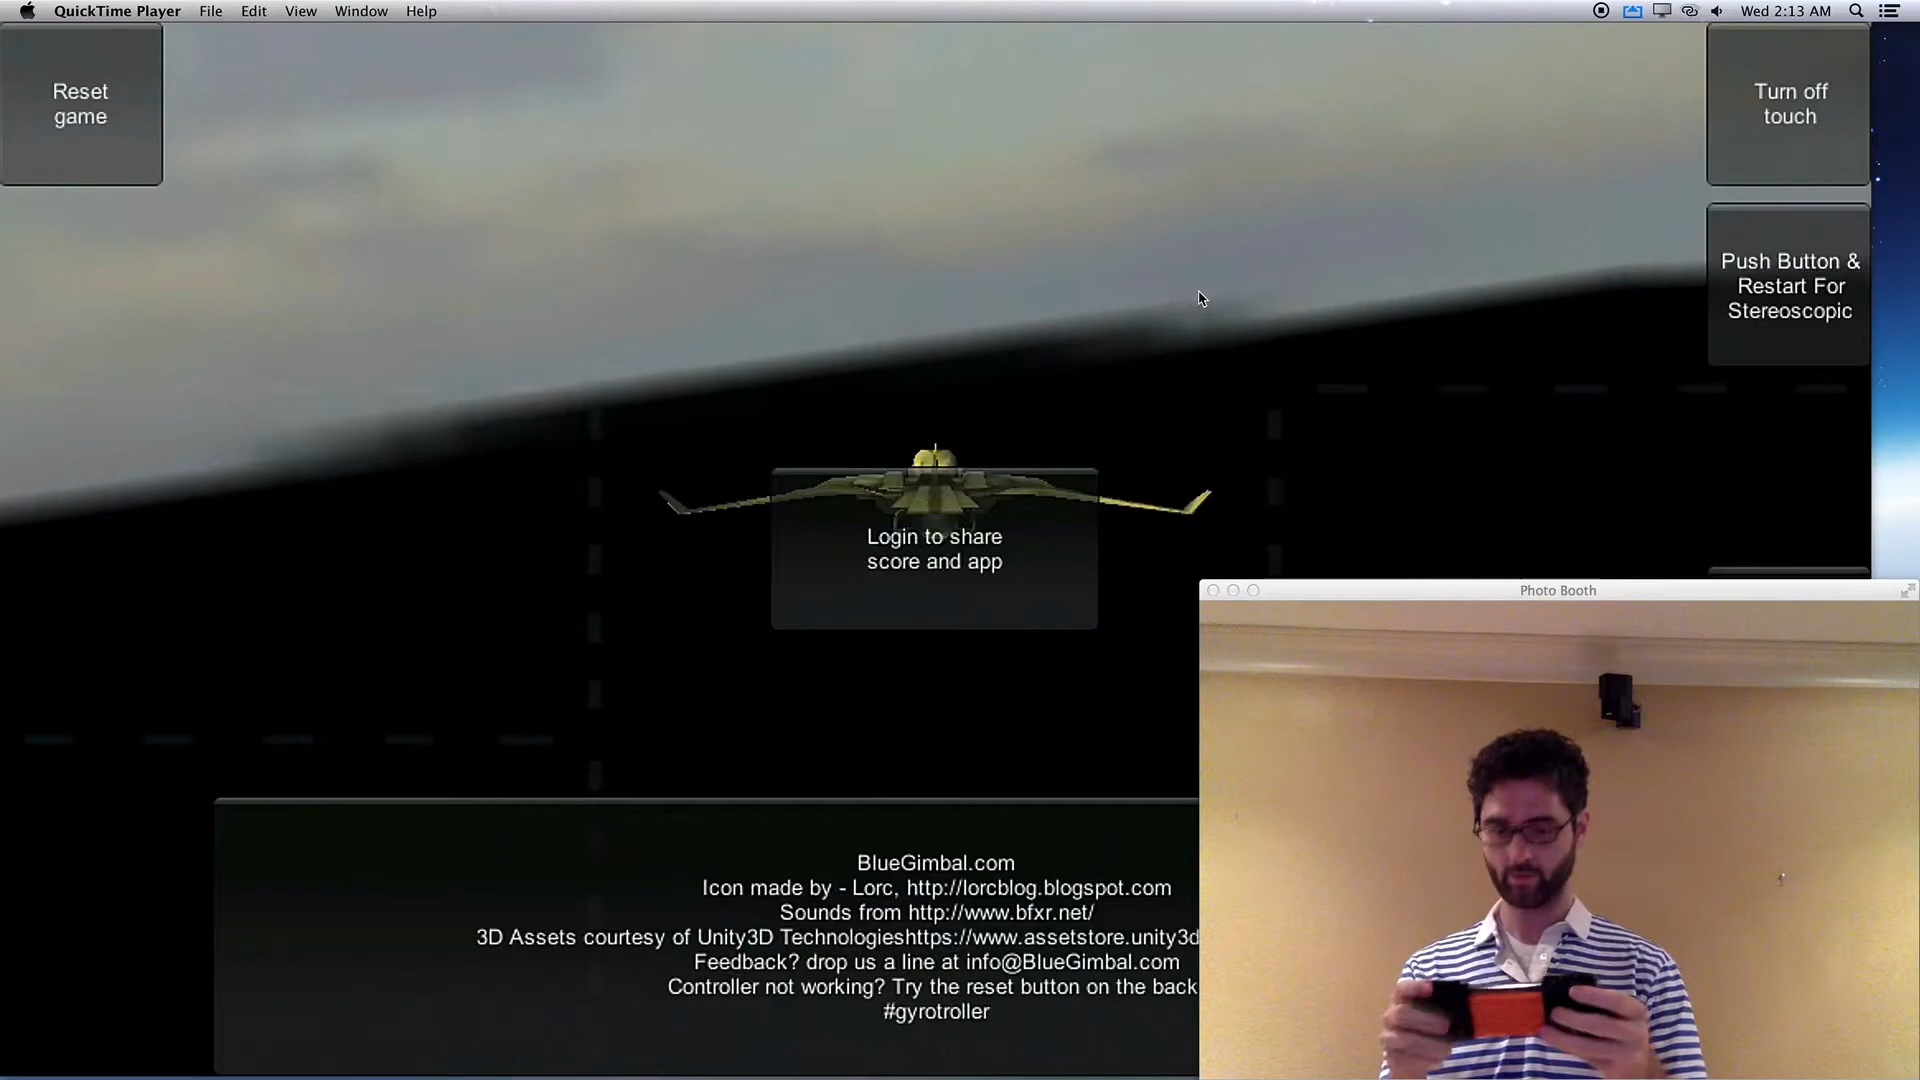 QuickTime Player File Edit View Window Help Wed 2:13 AM
Reset
game
Turn off
touch
Push Button &
Restart For
Stereoscopic
Login to share
score and app
Photo Booth
BlueGimbal.com
Icon made by - Lorc, http://lorcblog.blogspot.com
Sounds from http://www.bfxr.net/
3D Assets courtesy of Unity3D Technologieshttps://www.assetstore.unity3d
Feedback? drop us a line at info@BlueGimbal.com
Controller not working? Try the reset button on the back
#gyrotroller